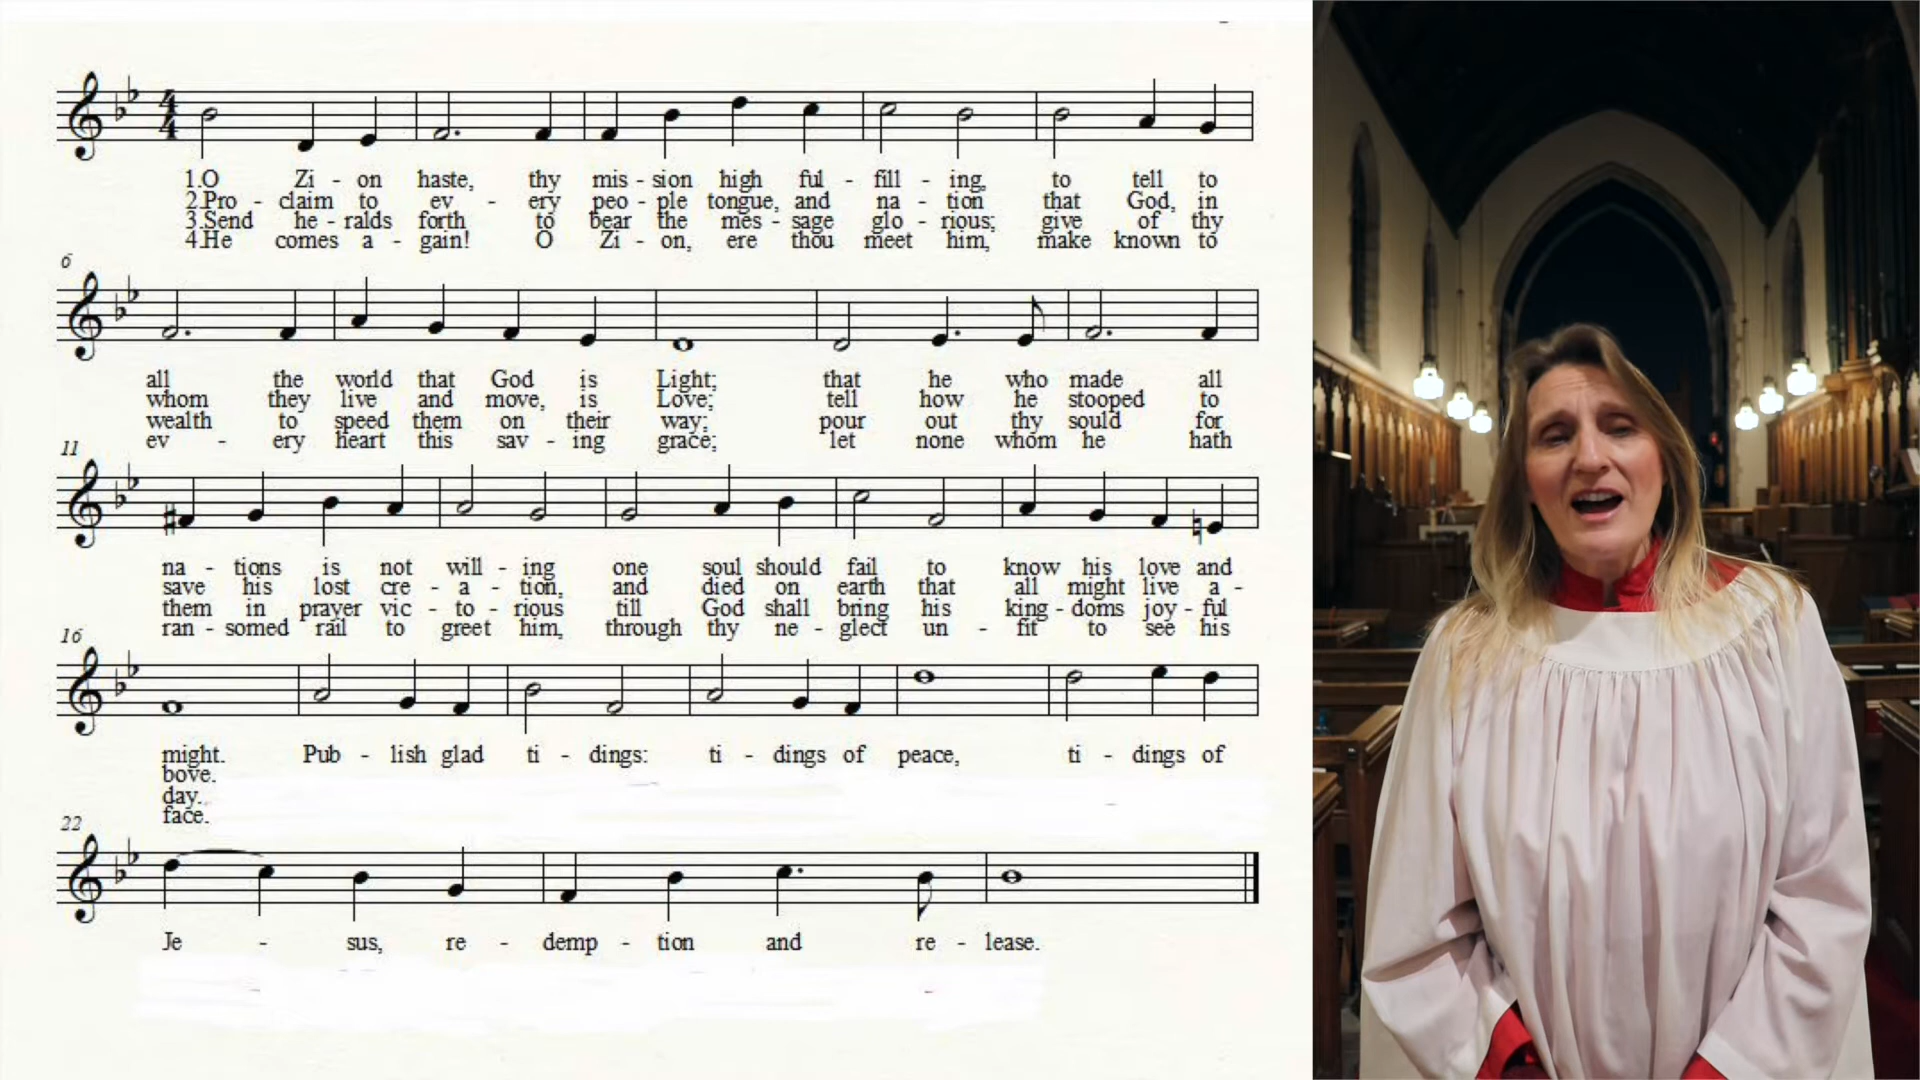 1.O Zi - on haste, thy mis - sion high ful - fill - ing, to tell to
2.Pro - claim to ev - ery peo - ple tongue, and na - tion that God, in
3.Send he - ralds forth to bear the mes - sage glo - rious; give of thy
4.He comes a - gain! O Zi - on, ere thou meet him, make known to
6
all the world that God is Light; that he who made all
whom they live and move, is Love; tell how he stooped to
wealth to speed them on their way; pour out thy sould for
ev - ery heart this sav - ing grace; let none whom he hath
11
na - tions is not will - ing one soul should fail to know his love and
save his lost cre - a - tion, and died on earth that all might live a -
them in prayer vic - to - rious till God shall bring his king - doms joy - ful
ran - somed rail to greet him, through thy ne - glect un - fit to see his
16
might. Pub - lish glad ti - dings: ti - dings of peace, ti - dings of
bove.
day.
face.
22
Je - sus, re - demp - tion and re - lease.